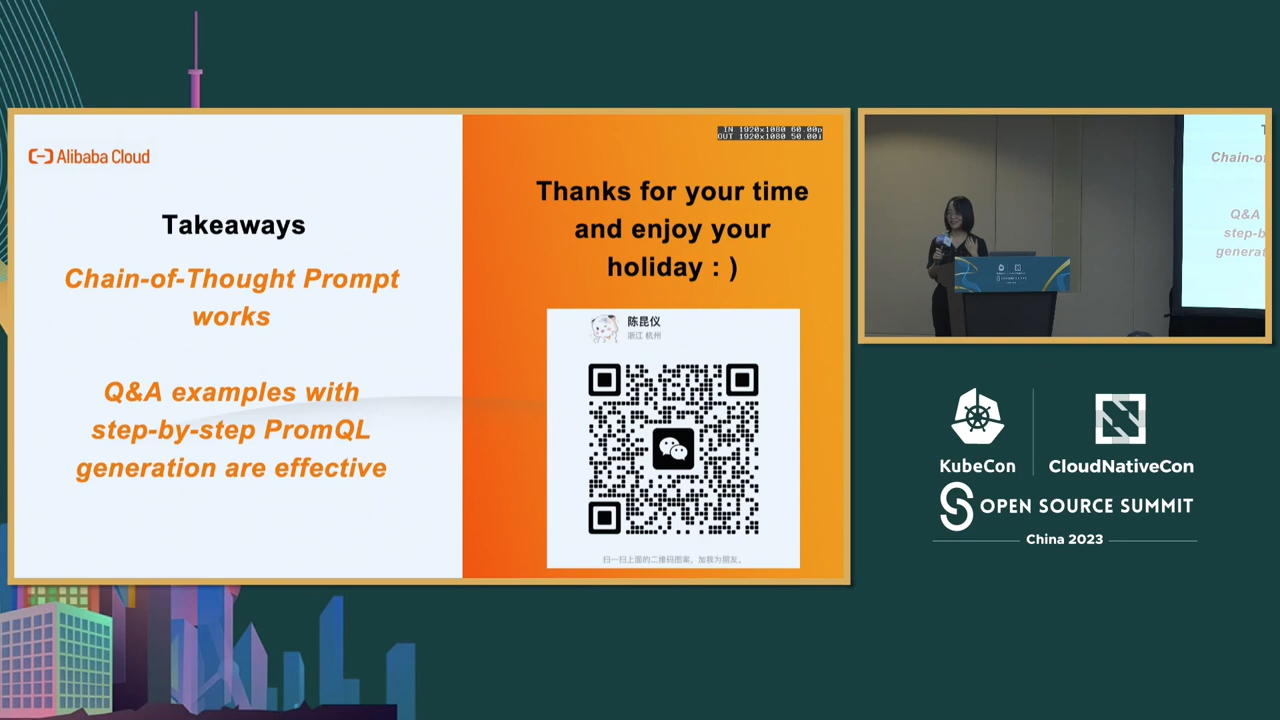 Alibaba Cloud
Takeaways
Chain-of-Thought Prompt
works
Q&A examples with
step-by-step PromQL
generation are effective
IN 1920x1080 60.00p
OUT 1920x1080 50.00i
Thanks for your time
and enjoy your
holiday : )
陈昆仪
浙江 杭州
扫一扫上面的二维码图案，加我为朋友。
Chain-of
Q&A
step-b
generat
KubeCon
CloudNativeCon
OPEN SOURCE SUMMIT
China 2023